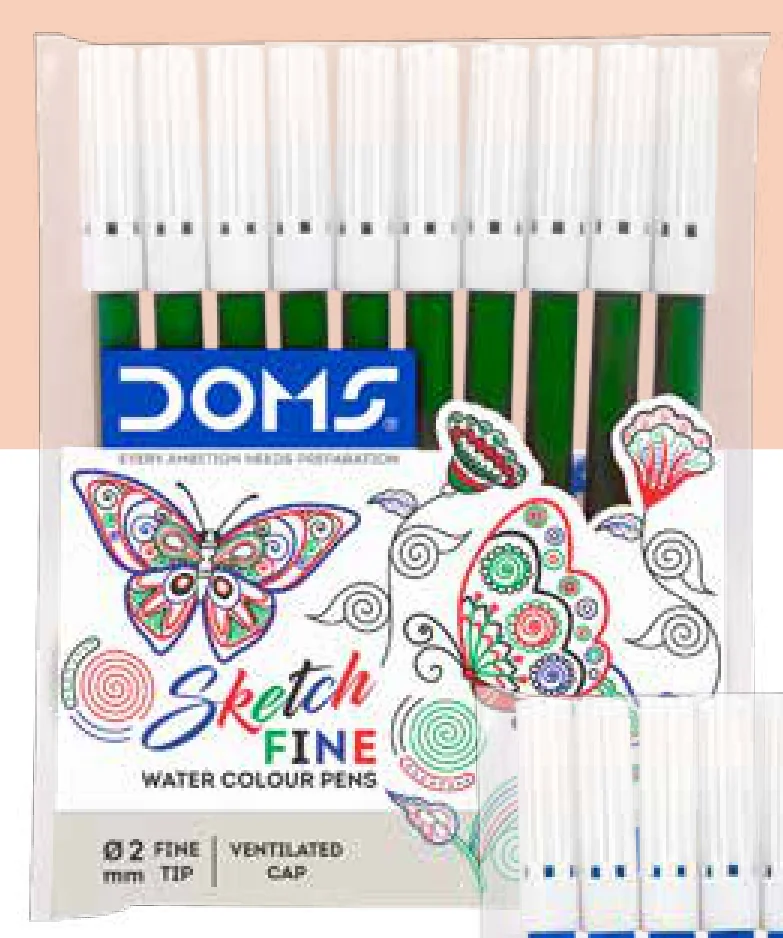 DOMS®
EVERY AMBITION NEEDS PREPARATION
Sketch
FINE
WATER COLOUR PENS
Ø 2 FINE VENTILATED
mm TIP CAP